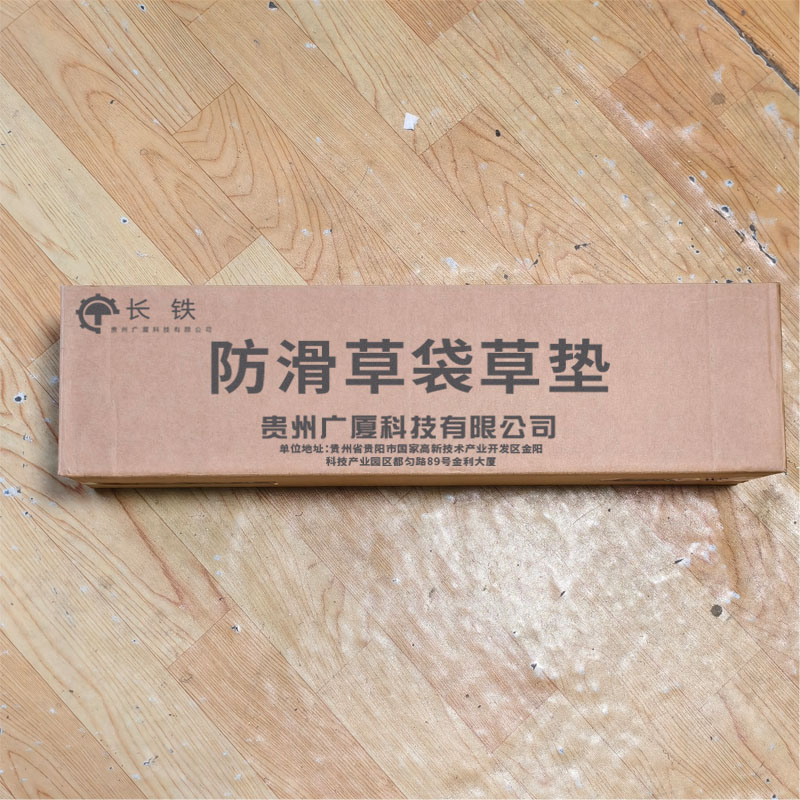 长铁
贵州广厦科技有限公司
防滑草袋草垫
贵州广厦科技有限公司
单位地址:贵州省贵阳市国家高新技术产业开发区金阳
科技产业园区都匀路89号金利大厦